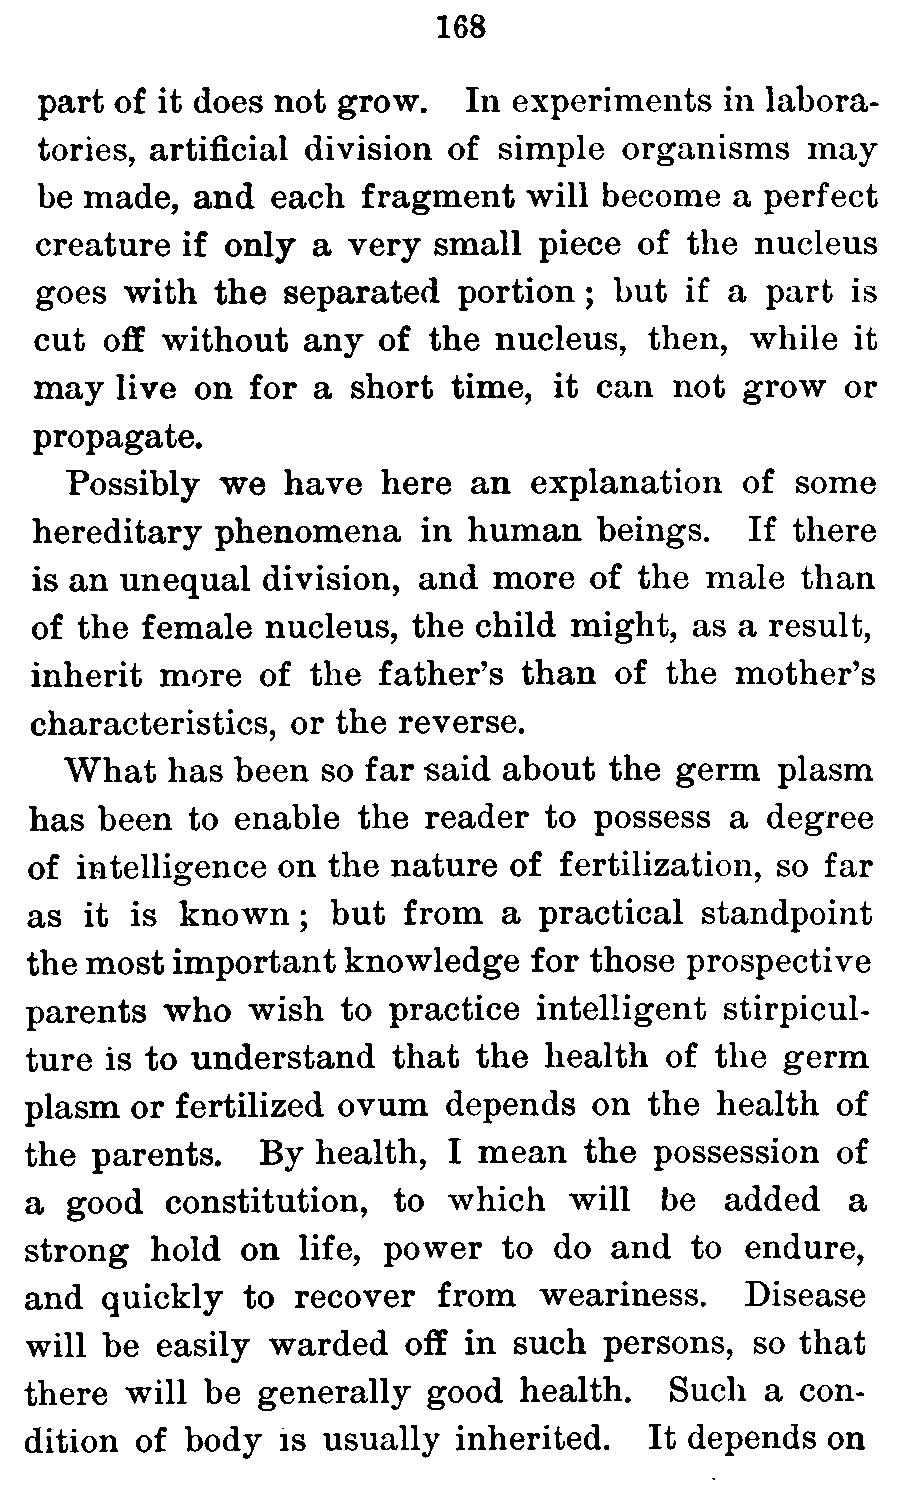 168
part of it does not grow. In experiments in labora-
tories, artificial division of simple organisms may
be made, and each fragment will become a perfect
creature if only a very small piece of the nucleus
goes with the separated portion; but if a part is
cut off without any of the nucleus, then, while it
may live on for a short time, it can not grow or
propagate.
Possibly we have here an explanation of some
hereditary phenomena in human beings. If there
is an unequal division, and more of the male than
of the female nucleus, the child might, as a result,
inherit more of the father's than of the mother's
characteristics, or the reverse.
What has been so far said about the germ plasm
has been to enable the reader to possess a degree
of intelligence on the nature of fertilization, so far
as it is known; but from a practical standpoint
the most important knowledge for those prospective
parents who wish to practice intelligent stirpicul-
ture is to understand that the health of the germ
plasm or fertilized ovum depends on the health of
the parents. By health, I mean the possession of
a good constitution, to which will be added a
strong hold on life, power to do and to endure,
and quickly to recover from weariness. Disease
will be easily warded off in such persons, so that
there will be generally good health. Such a con-
dition of body is usually inherited. It depends on